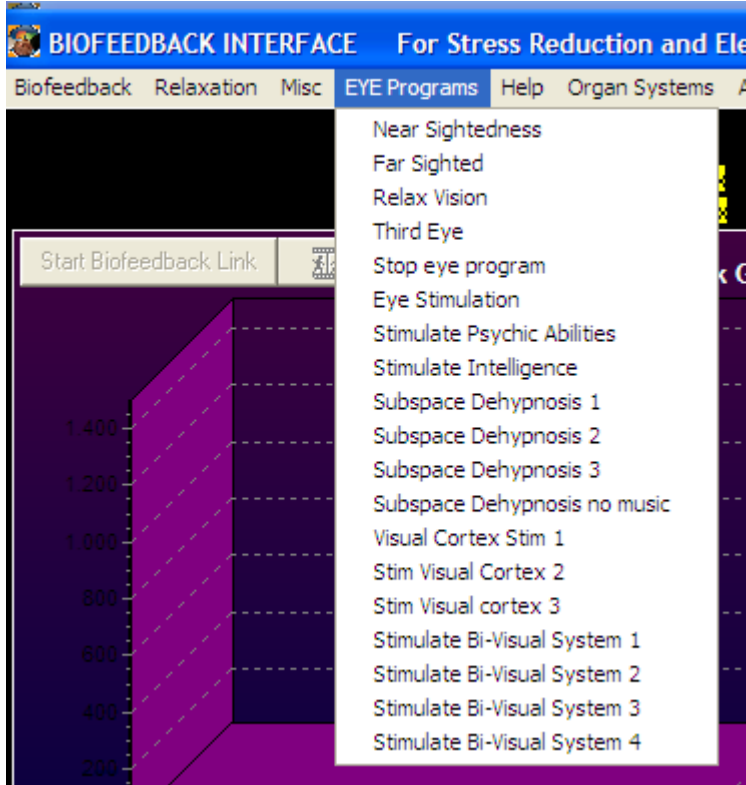 BIOFEEDBACK INTERFACE For Stress Reduction and Ele
Biofeedback Relaxation Misc EYE Programs Help Organ Systems A
Near Sightedness
Far Sighted
Relax Vision
Third Eye
Start Biofeedback Link
Stop eye program
Eye Stimulation
Stimulate Psychic Abilities
Stimulate Intelligence
Subspace Dehypnosis 1
Subspace Dehypnosis 2
Subspace Dehypnosis 3
Subspace Dehypnosis no music
Visual Cortex Stim 1
Stim Visual Cortex 2
Stim Visual cortex 3
Stimulate Bi-Visual System 1
Stimulate Bi-Visual System 2
Stimulate Bi-Visual System 3
Stimulate Bi-Visual System 4
1.400
1.200
1.000
800
600
400
200